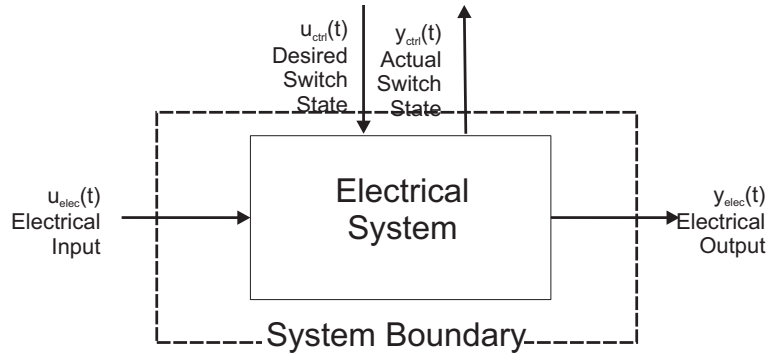 u_ctrl(t)
Desired
Switch
State
y_ctrl(t)
Actual
Switch
State
u_elec(t)
Electrical
Input
Electrical
System
y_elec(t)
Electrical
Output
System Boundary